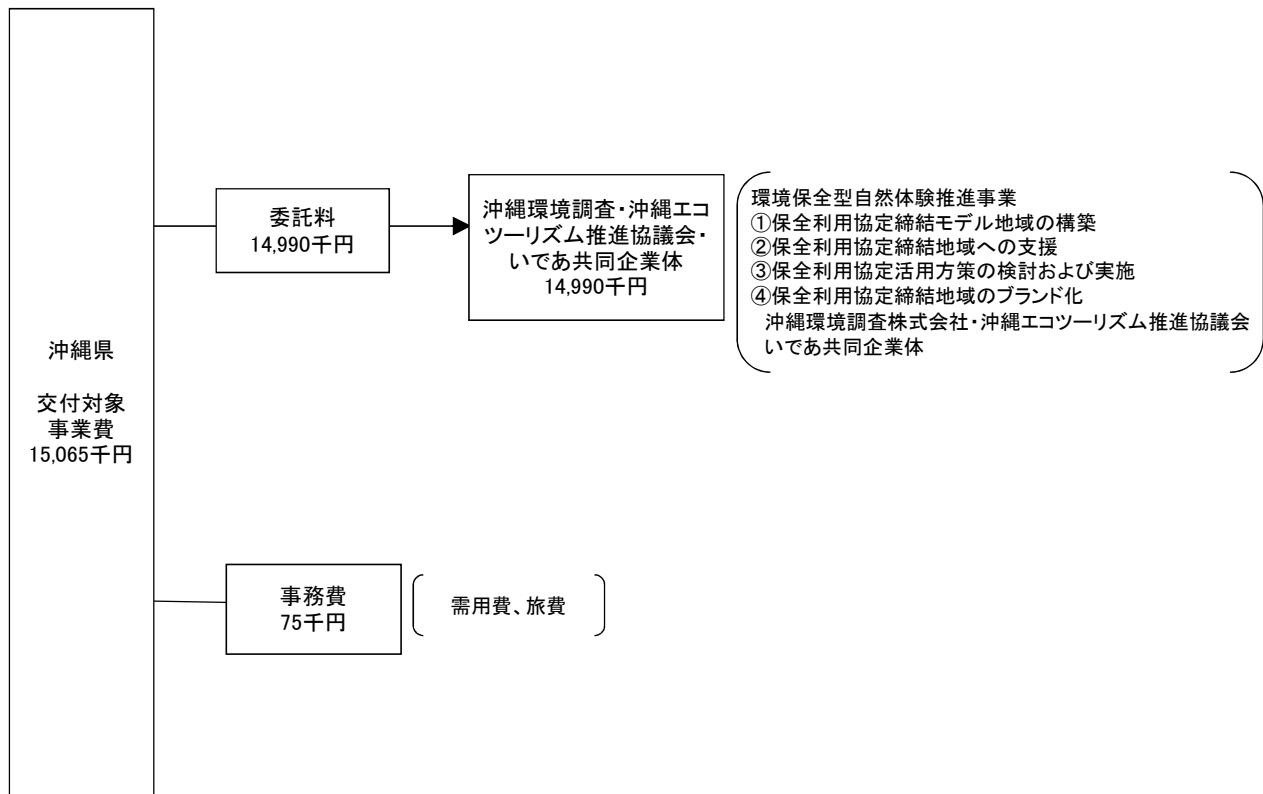 沖縄県
交付対象
事業費
15,065千円
委託料
14,990千円
沖縄環境調査・沖縄エコ
ツーリズム推進協議会・
いであ共同企業体
14,990千円
環境保全型自然体験推進事業
①保全利用協定締結モデル地域の構築
②保全利用協定締結地域への支援
③保全利用協定活用方策の検討および実施
④保全利用協定締結地域のブランド化
沖縄環境調査株式会社・沖縄エコツーリズム推進協議会
いであ共同企業体
事務費
75千円
需用費、旅費